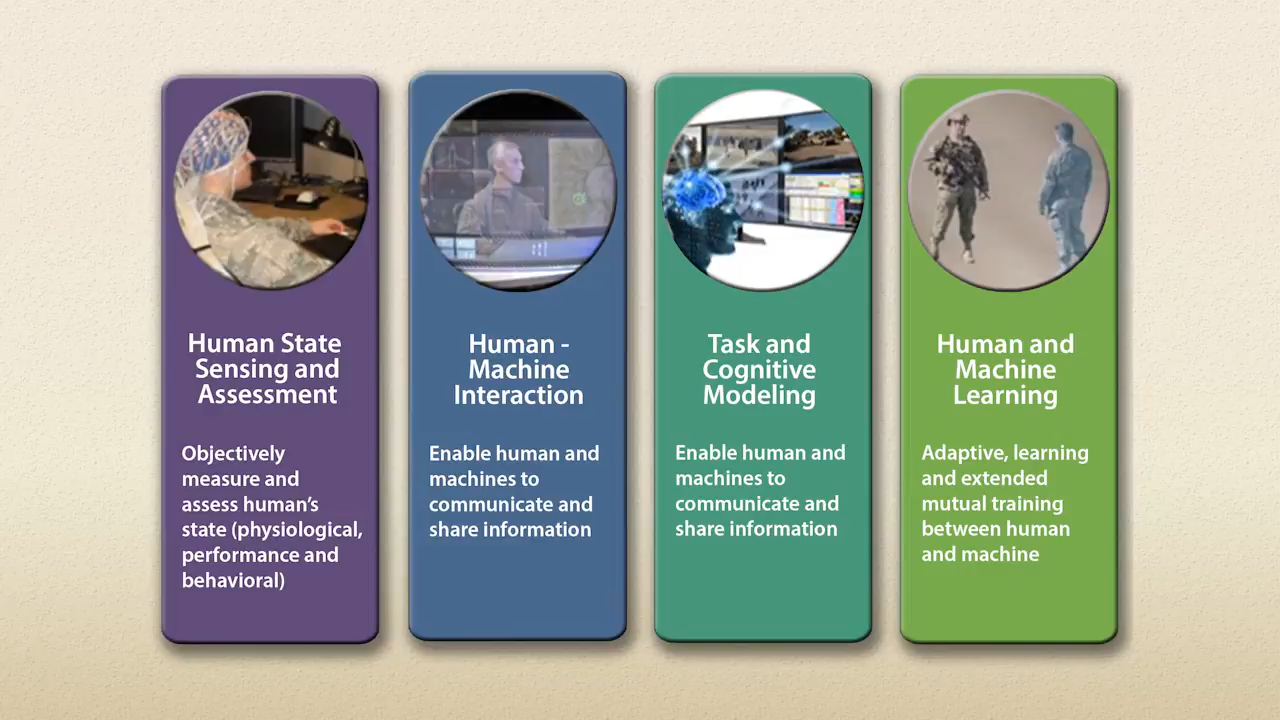 Human State
Sensing and
Assessment
Objectively
measure and
assess human's
state (physiological,
performance and
behavioral)
Human -
Machine
Interaction
Enable human and
machines to
communicate and
share information
Task and
Cognitive
Modeling
Enable human and
machines to
communicate and
share information
Human and
Machine
Learning
Adaptive, learning
and extended
mutual training
between human
and machine